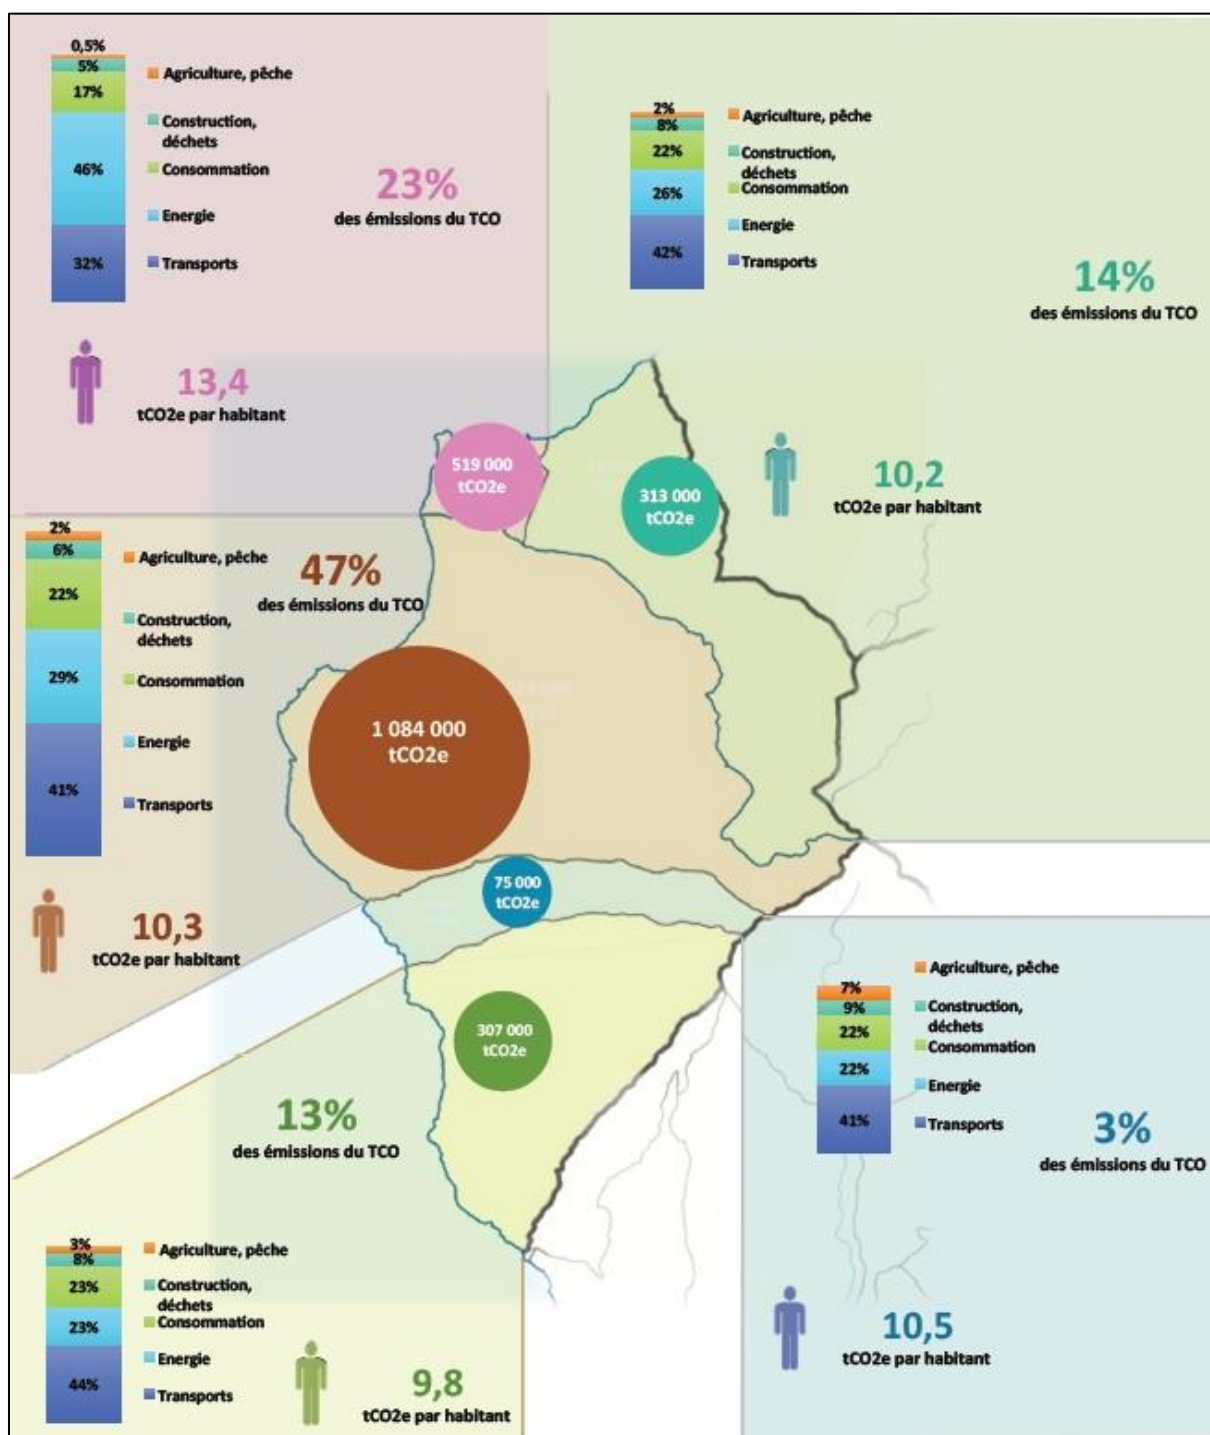 0,5%
5%
17%
46%
32%
Agriculture, pêche
Construction,
déchets
Consommation
Energie
Transports
23%
des émissions du TCO
13,4
tCO2e par habitant
2%
8%
22%
26%
42%
Agriculture, pêche
Construction,
déchets
Consommation
Energie
Transports
14%
des émissions du TCO
10,2
tCO2e par habitant
519 000
tCO2e
313 000
tCO2e
2%
6%
22%
29%
41%
Agriculture, pêche
Construction,
déchets
Consommation
Energie
Transports
47%
des émissions du TCO
10,3
tCO2e par habitant
1 084 000
tCO2e
75 000
tCO2e
307 000
tCO2e
7%
9%
22%
22%
41%
Agriculture, pêche
Construction,
déchets
Consommation
Energie
Transports
3%
des émissions du TCO
10,5
tCO2e par habitant
13%
des émissions du TCO
3%
8%
23%
23%
44%
Agriculture, pêche
Construction,
déchets
Consommation
Energie
Transports
9,8
tCO2e par habitant